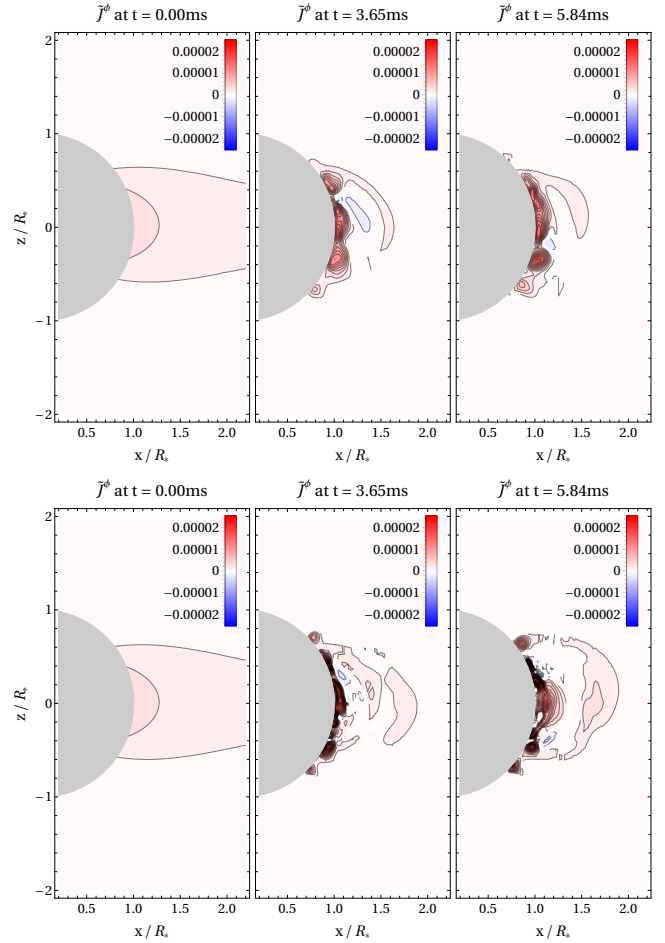 J̃ᵠ at t = 0.00ms J̃ᵠ at t = 3.65ms J̃ᵠ at t = 5.84ms
0.00002 0.00002 0.00002
0.00001 0.00001 0.00001
0 0 0
−0.00001 −0.00001 −0.00001
−0.00002 −0.00002 −0.00002
2
1
0
−1
−2
z / R*
0.5 1.0 1.5 2.0 0.5 1.0 1.5 2.0 0.5 1.0 1.5 2.0
x / R* x / R* x / R*
J̃ᵠ at t = 0.00ms J̃ᵠ at t = 3.65ms J̃ᵠ at t = 5.84ms
0.00002 0.00002 0.00002
0.00001 0.00001 0.00001
0 0 0
−0.00001 −0.00001 −0.00001
−0.00002 −0.00002 −0.00002
2
1
0
−1
−2
z / R*
0.5 1.0 1.5 2.0 0.5 1.0 1.5 2.0 0.5 1.0 1.5 2.0
x / R* x / R* x / R*